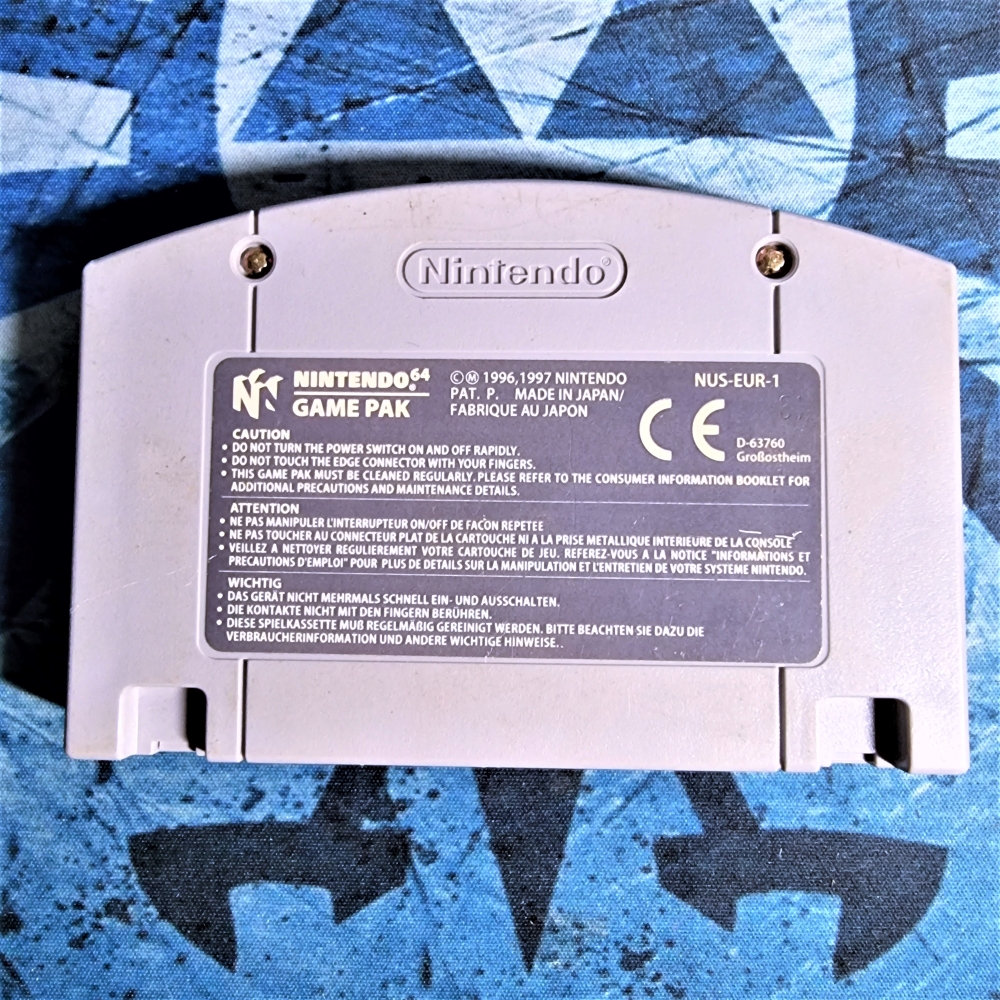 Nintendo®
NINTENDO®64
GAME PAK
©Ⓜ 1996,1997 NINTENDO
PAT. P. MADE IN JAPAN/
FABRIQUE AU JAPON
NUS-EUR-1
CE
D-63760
Großostheim
CAUTION
• DO NOT TURN THE POWER SWITCH ON AND OFF RAPIDLY.
• DO NOT TOUCH THE EDGE CONNECTOR WITH YOUR FINGERS.
• THIS GAME PAK MUST BE CLEANED REGULARLY. PLEASE REFER TO THE CONSUMER INFORMATION BOOKLET FOR
ADDITIONAL PRECAUTIONS AND MAINTENANCE DETAILS.
ATTENTION
• NE PAS MANIPULER L'INTERRUPTEUR ON/OFF DE FAÇON REPETEE
• NE PAS TOUCHER AU CONNECTEUR PLAT DE LA CARTOUCHE NI A LA PRISE METALLIQUE INTERIEURE DE LA CONSOLE
• VEILLEZ A NETTOYER REGULIEREMENT VOTRE CARTOUCHE DE JEU. REFEREZ-VOUS A LA NOTICE "INFORMATIONS ET
PRECAUTIONS D'EMPLOI" POUR PLUS DE DETAILS SUR LA MANIPULATION ET L'ENTRETIEN DE VOTRE SYSTEME NINTENDO.
WICHTIG
• DAS GERÄT NICHT MEHRMALS SCHNELL EIN- UND AUSSCHALTEN.
• DIE KONTAKTE NICHT MIT DEN FINGERN BERÜHREN.
• DIESE SPIELKASSETTE MUß REGELMÄßIG GEREINIGT WERDEN. BITTE BEACHTEN SIE DAZU DIE
VERBRAUCHERINFORMATION UND ANDERE WICHTIGE HINWEISE..